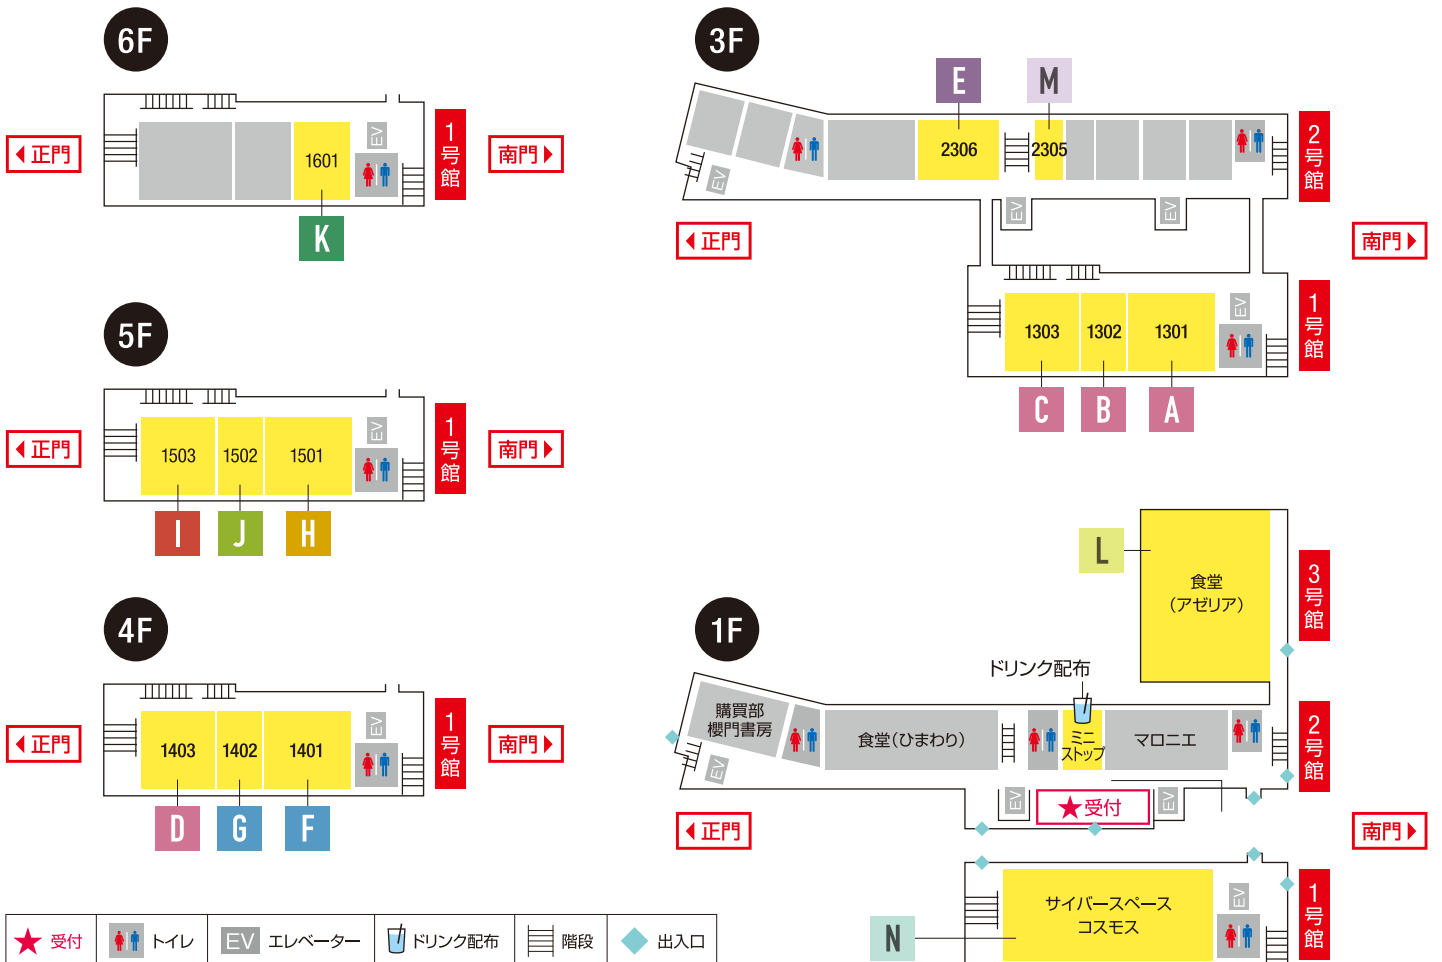 6F
EV
1号館
正門
1601
南門
K
5F
EV
1号館
正門
1503
1502
1501
南門
I
J
H
4F
EV
1号館
正門
1403
1402
1401
南門
D
G
F
3F
E
M
2306
2305
2号館
EV
EV
EV
正門
南門
EV
1号館
1303
1302
1301
C
B
A
L
食堂
(アゼリア)
3号館
1F
ドリンク配布
購買部
櫻門書房
食堂(ひまわり)
ミニ
ストップ
マロニエ
2号館
EV
EV
★受付
EV
正門
南門
サイバースペース
コスモス
EV
1号館
N
★ 受付
トイレ
EV エレベーター
ドリンク配布
階段
出入口